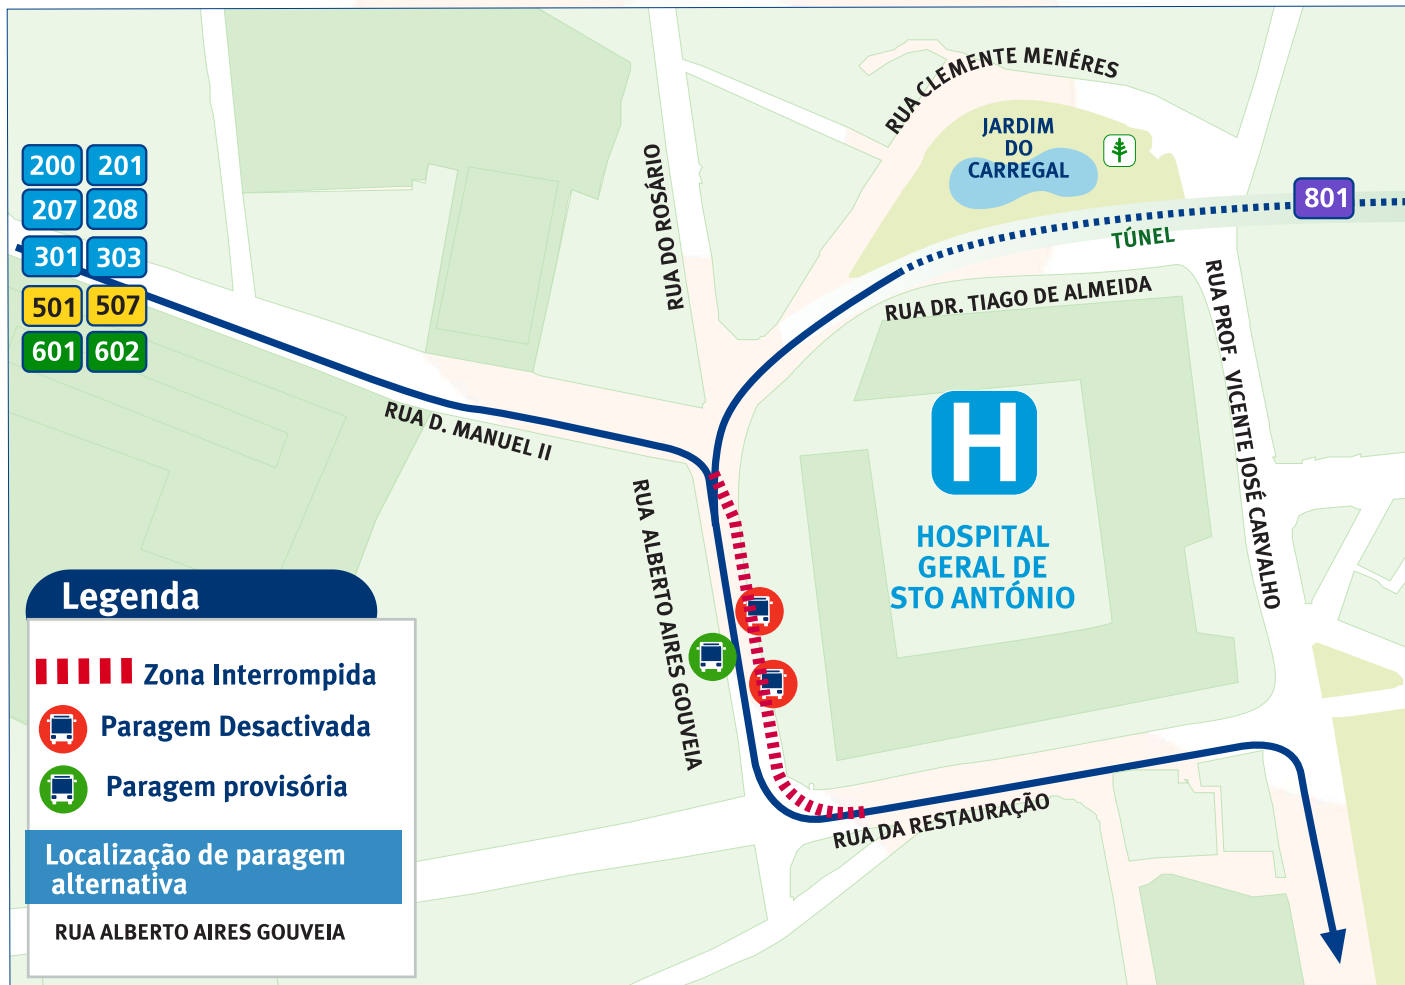 RUA CLEMENTE MENÉRES
JARDIM
DO
CARREGAL
200 201
207 208
301 303
501 507
601 602
RUA DO ROSÁRIO
801
TÚNEL
RUA DR. TIAGO DE ALMEIDA
RUA PROF. VICENTE JOSÉ CARVALHO
RUA D. MANUEL II
H
HOSPITAL
GERAL DE
STO ANTÓNIO
RUA ALBERTO AIRES GOUVEIA
RUA DA RESTAURAÇÃO
Legenda
Zona Interrompida
Paragem Desactivada
Paragem provisória
Localização de paragem
alternativa
RUA ALBERTO AIRES GOUVEIA